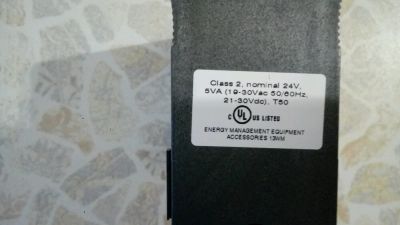 Class 2, nominal 24V,
5VA (19-30Vac 50/60Hz,
21-30Vdc), T50
C UL US LISTED
ENERGY MANAGEMENT EQUIPMENT
ACCESSORIES 13WM